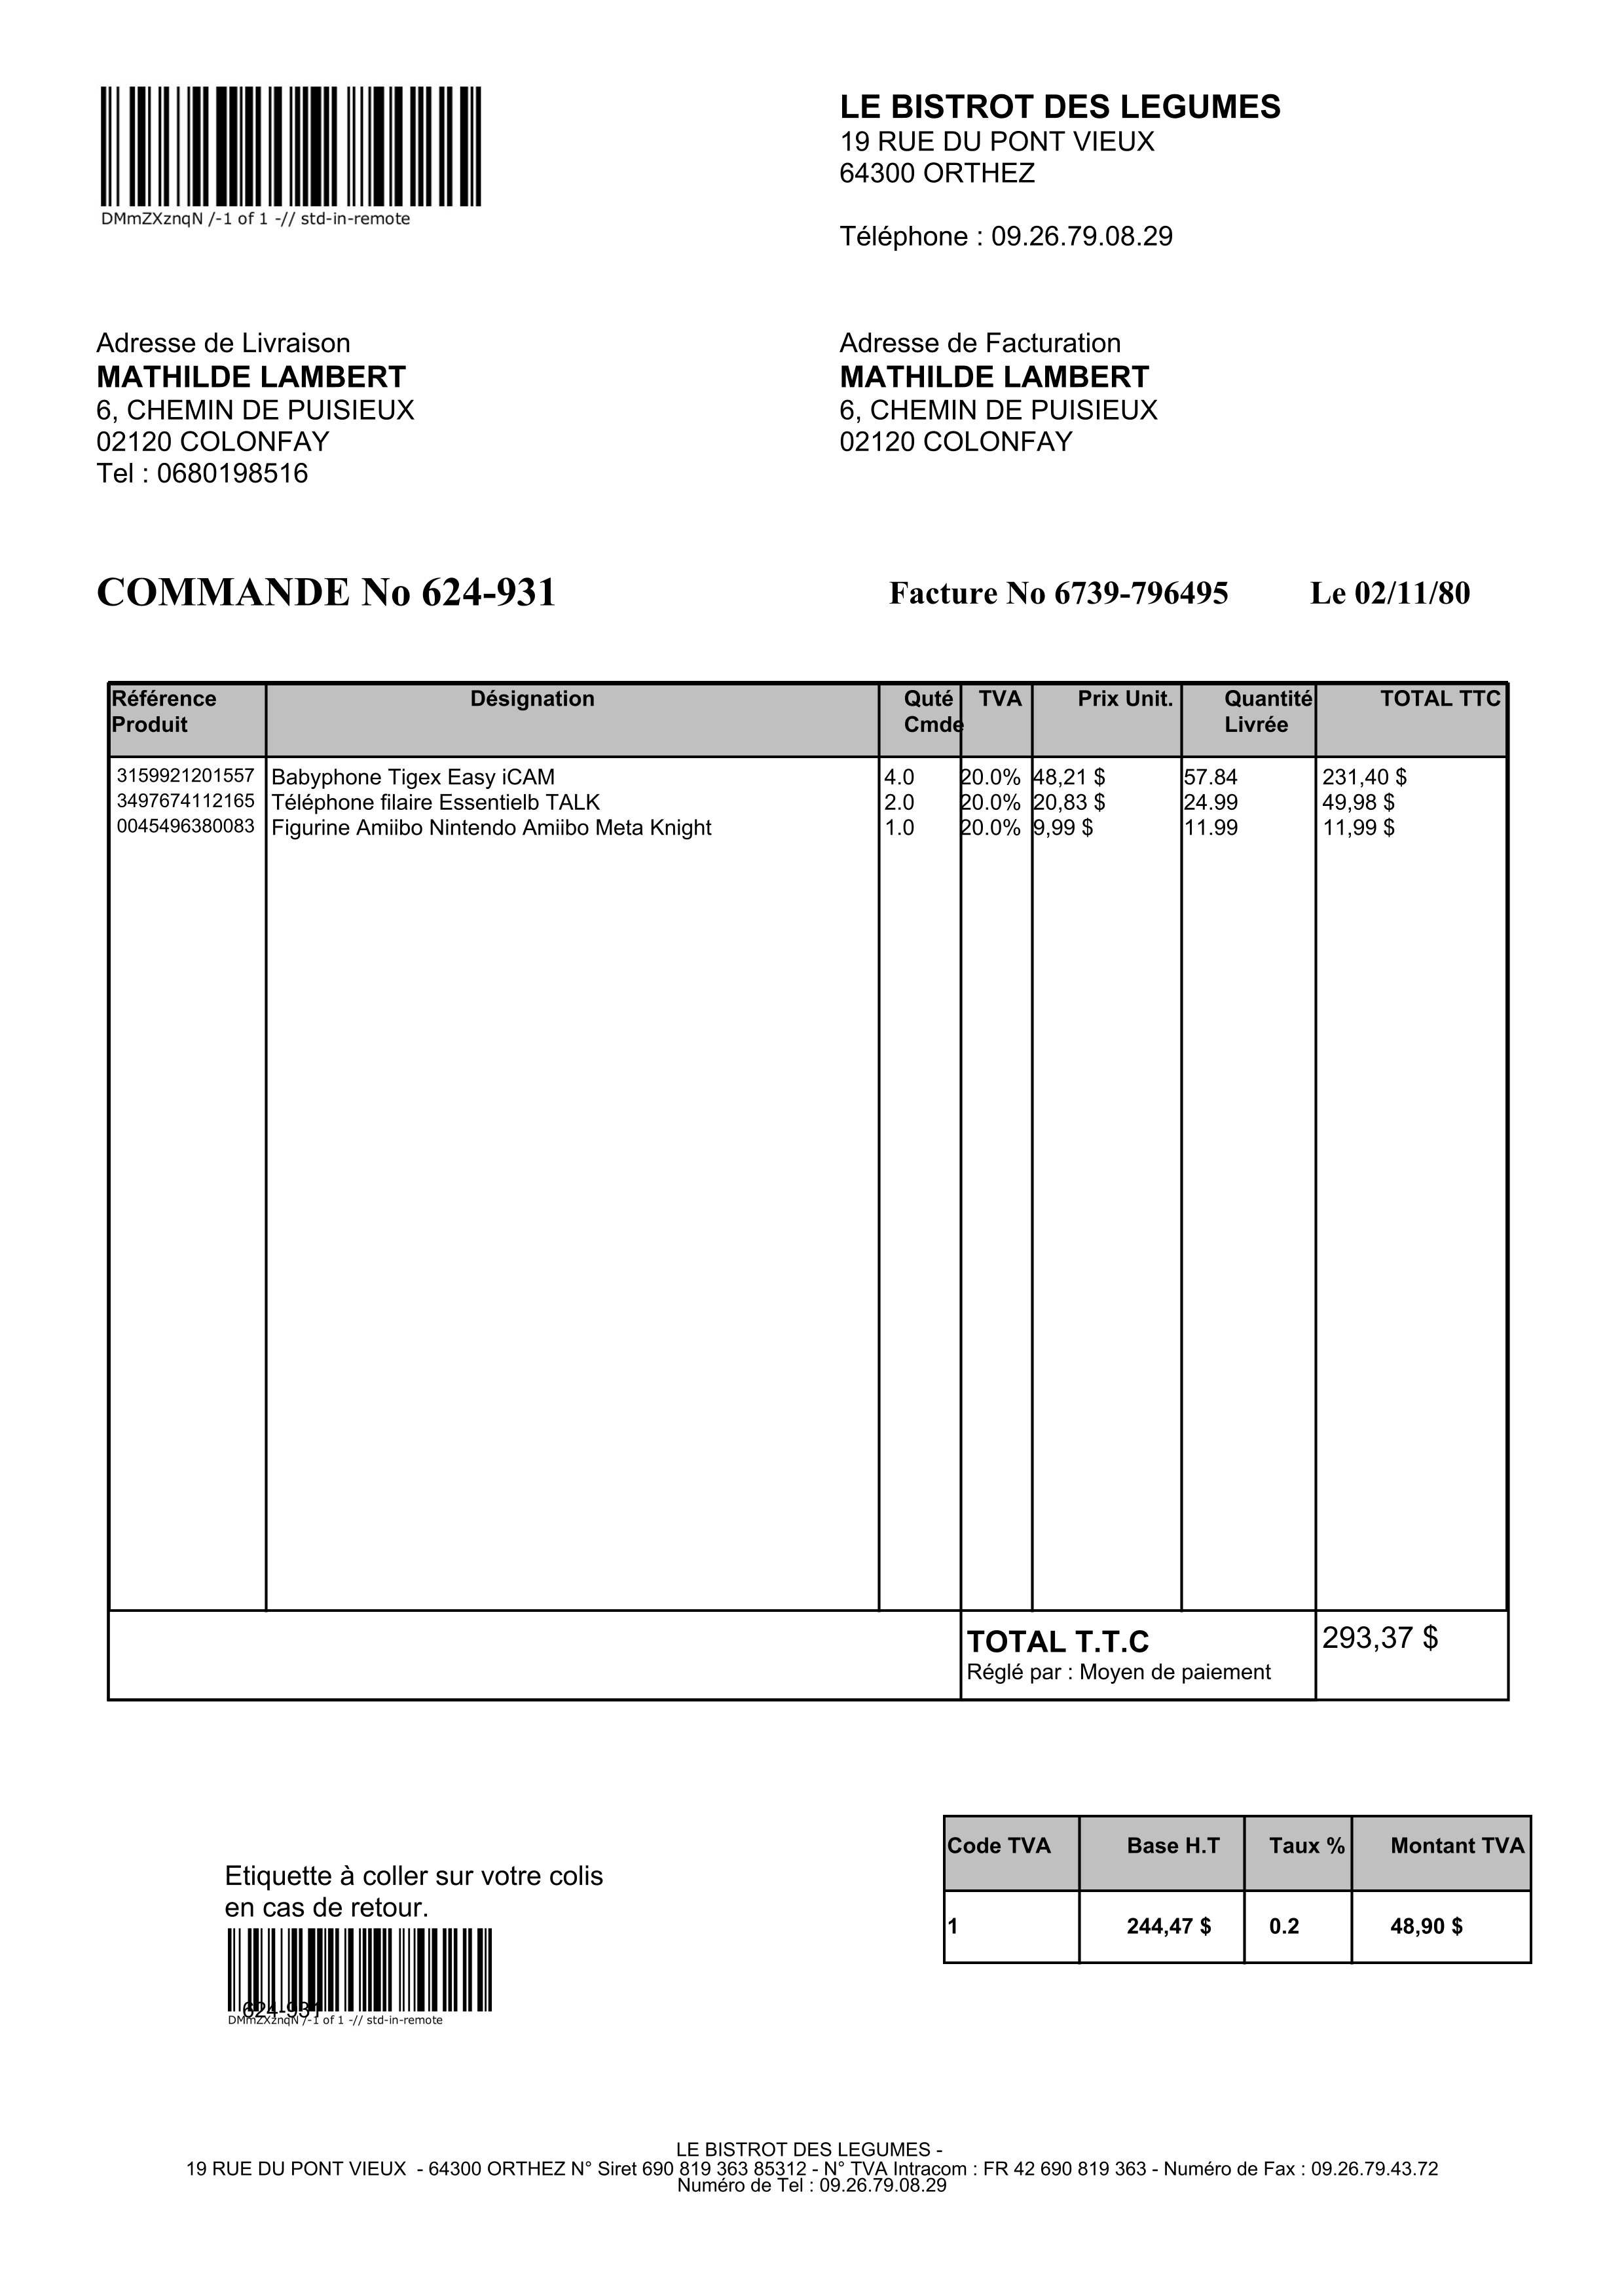 DMmZXznqN /-1 of 1 -// std-in-remote
LE BISTROT DES LEGUMES
19 RUE DU PONT VIEUX
64300 ORTHEZ
Téléphone : 09.26.79.08.29
Adresse de Livraison
MATHILDE LAMBERT
6, CHEMIN DE PUISIEUX
02120 COLONFAY
Tel : 0680198516
Adresse de Facturation
MATHILDE LAMBERT
6, CHEMIN DE PUISIEUX
02120 COLONFAY
COMMANDE No 624-931 Facture No 6739-796495 Le 02/11/80
Référence Produit Désignation Quté Cmde TVA Prix Unit. Quantité Livrée TOTAL TTC
3159921201557 Babyphone Tigex Easy iCAM 4.0 20.0% 48,21 $ 57.84 231,40 $
3497674112165 Téléphone filaire Essentielb TALK 2.0 20.0% 20,83 $ 24.99 49,98 $
0045496380083 Figurine Amiibo Nintendo Amiibo Meta Knight 1.0 20.0% 9,99 $ 11.99 11,99 $
TOTAL T.T.C 293,37 $
Réglé par : Moyen de paiement
Code TVA Base H.T Taux % Montant TVA
1 244,47 $ 0.2 48,90 $
Etiquette à coller sur votre colis
en cas de retour.
624-931
DMmZXznqN /-1 of 1 -// std-in-remote
LE BISTROT DES LEGUMES -
19 RUE DU PONT VIEUX - 64300 ORTHEZ N° Siret 690 819 363 85312 - N° TVA Intracom : FR 42 690 819 363 - Numéro de Fax : 09.26.79.43.72
Numéro de Tel : 09.26.79.08.29